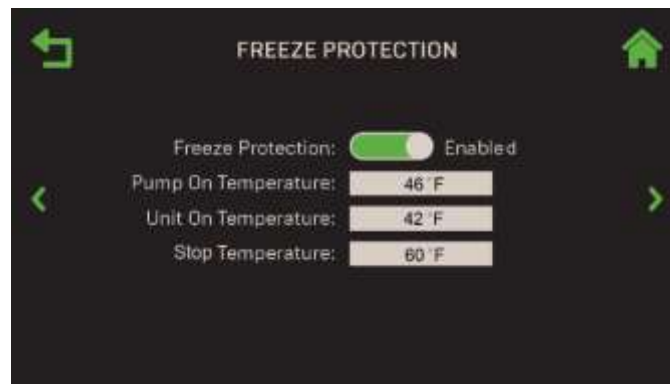 FREEZE PROTECTION
Freeze Protection: Enabled
Pump On Temperature: 46°F
Unit On Temperature: 42°F
Stop Temperature: 60°F